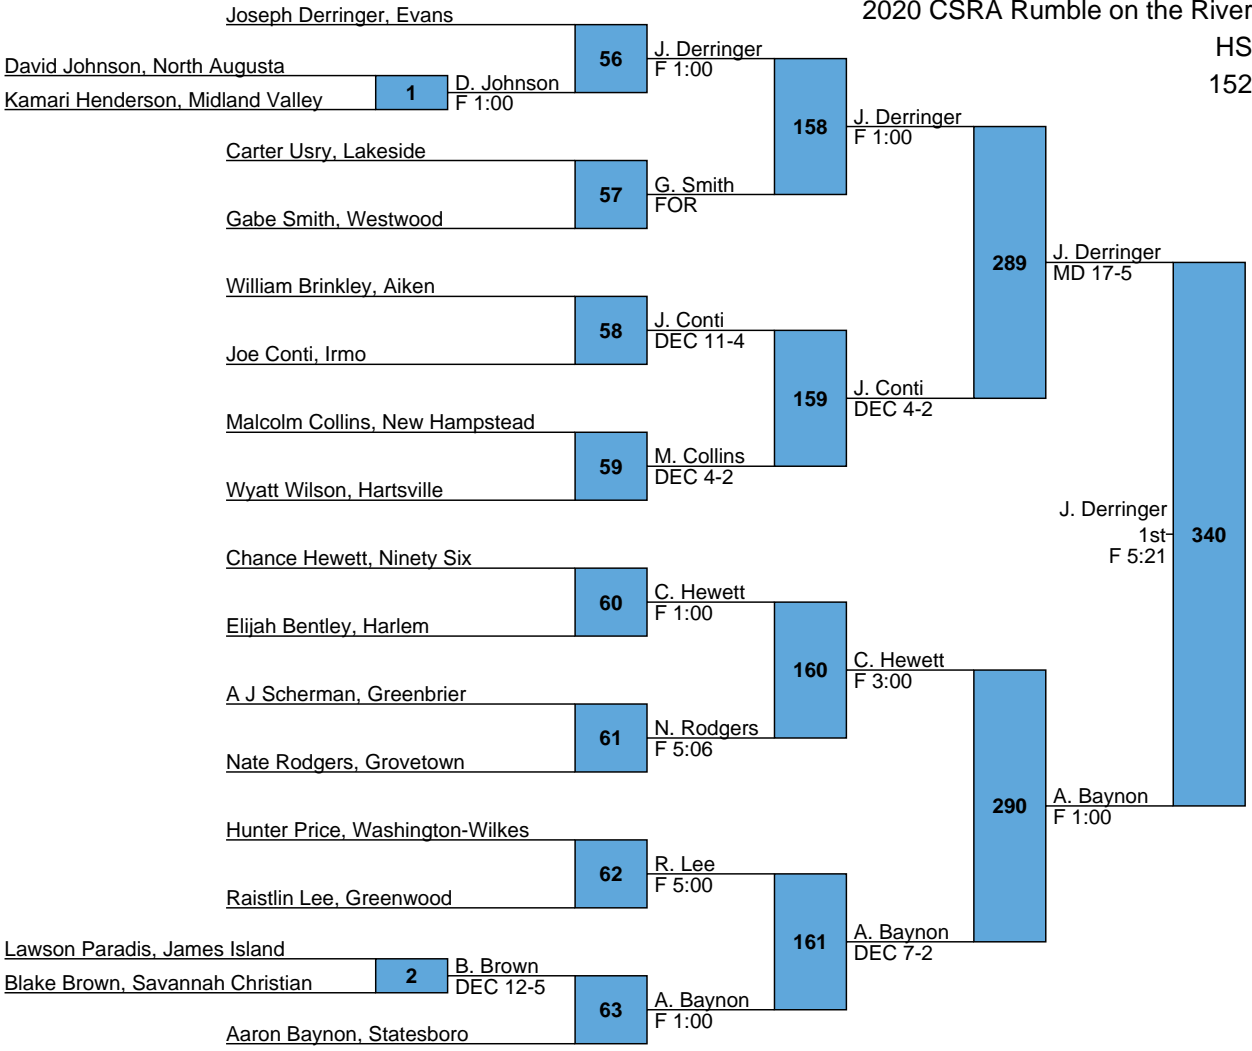 2020 CSRA Rumble on the River
HS
152
Joseph Derringer, Evans
56
J. Derringer
F 1:00
David Johnson, North Augusta
Kamari Henderson, Midland Valley
1
D. Johnson
F 1:00
158
J. Derringer
F 1:00
Carter Usry, Lakeside
57
G. Smith
FOR
Gabe Smith, Westwood
289
J. Derringer
MD 17-5
William Brinkley, Aiken
58
J. Conti
DEC 11-4
Joe Conti, Irmo
159
J. Conti
DEC 4-2
Malcolm Collins, New Hampstead
59
M. Collins
DEC 4-2
Wyatt Wilson, Hartsville
J. Derringer
1st
F 5:21
340
Chance Hewett, Ninety Six
60
C. Hewett
F 1:00
Elijah Bentley, Harlem
160
C. Hewett
F 3:00
A J Scherman, Greenbrier
61
N. Rodgers
F 5:06
Nate Rodgers, Grovetown
290
A. Baynon
F 1:00
Hunter Price, Washington-Wilkes
62
R. Lee
F 5:00
Raistlin Lee, Greenwood
161
A. Baynon
DEC 7-2
Lawson Paradis, James Island
Blake Brown, Savannah Christian
2
B. Brown
DEC 12-5
63
A. Baynon
F 1:00
Aaron Baynon, Statesboro